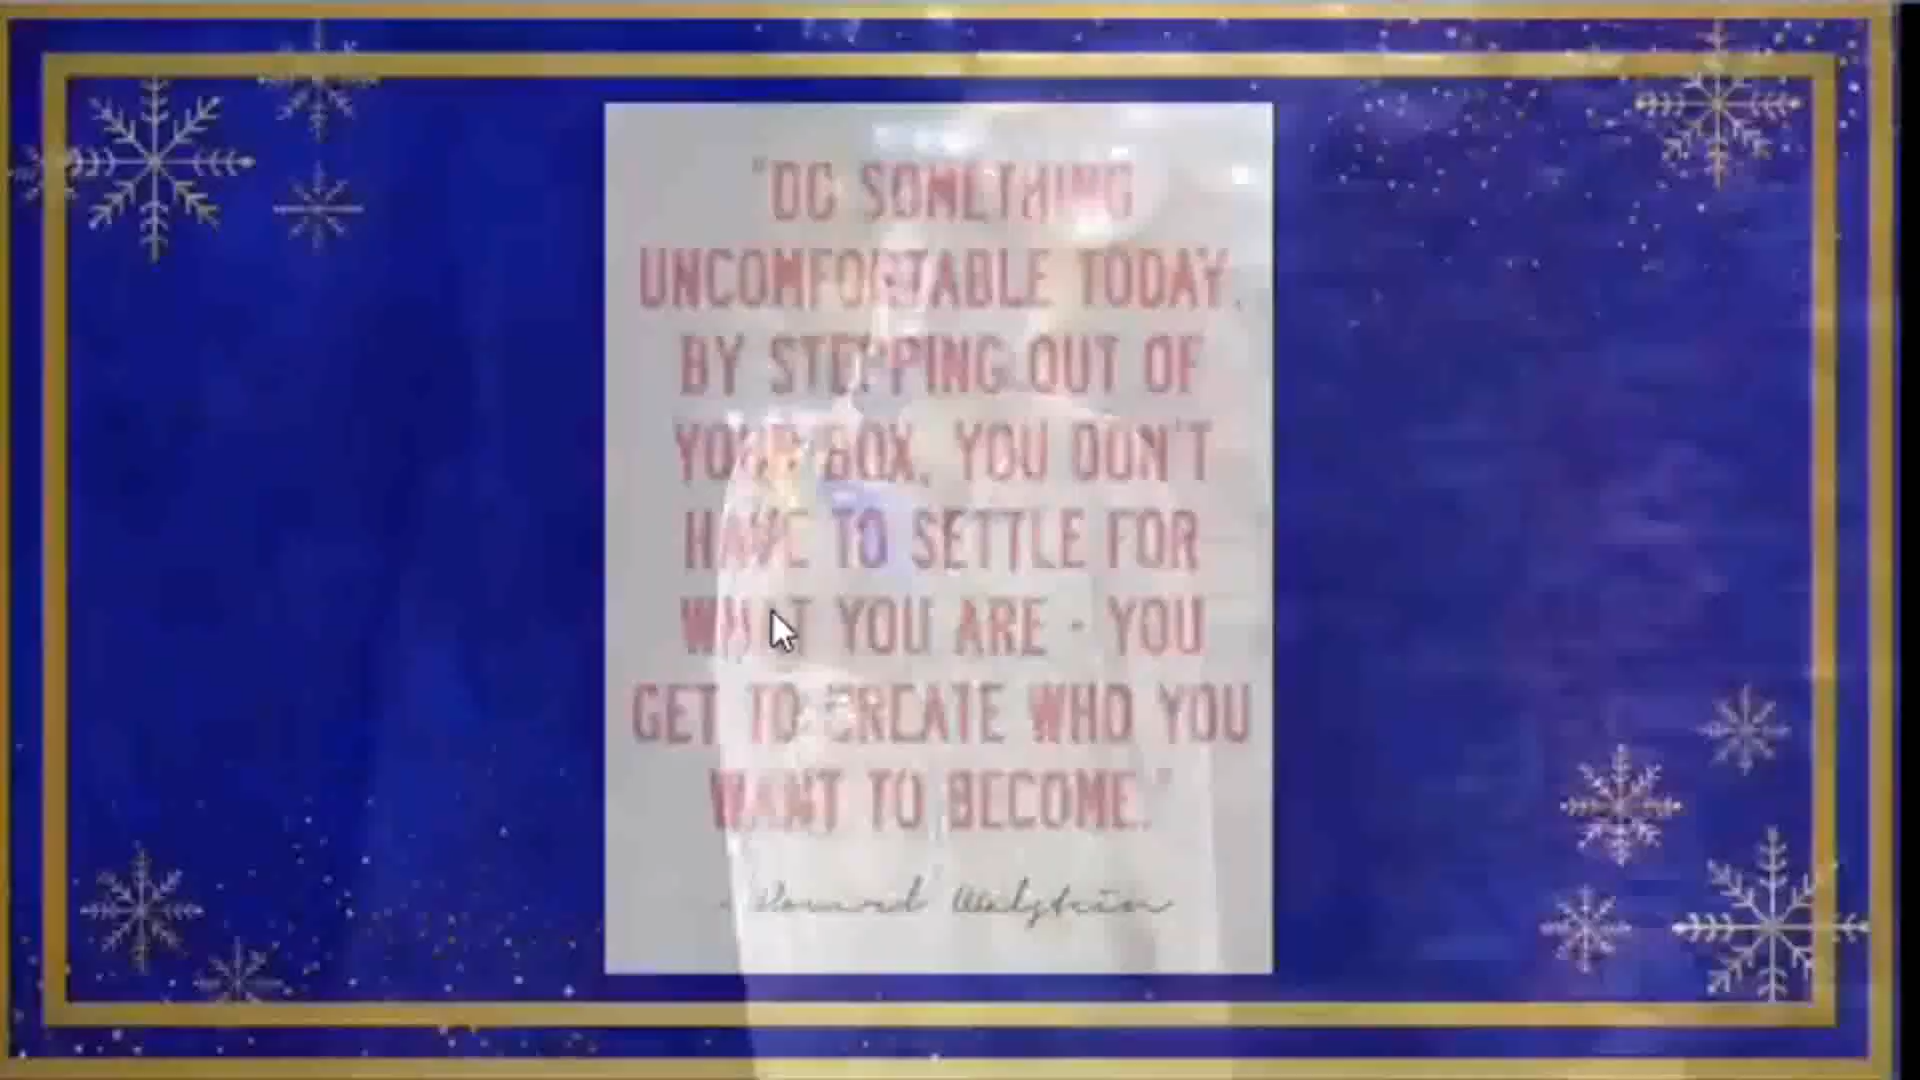 "DO SOMETHING
UNCOMFORTABLE TODAY.
BY STEPPING OUT OF
YOUR BOX, YOU DON'T
HAVE TO SETTLE FOR
WHAT YOU ARE - YOU
GET TO CREATE WHO YOU
WANT TO BECOME."